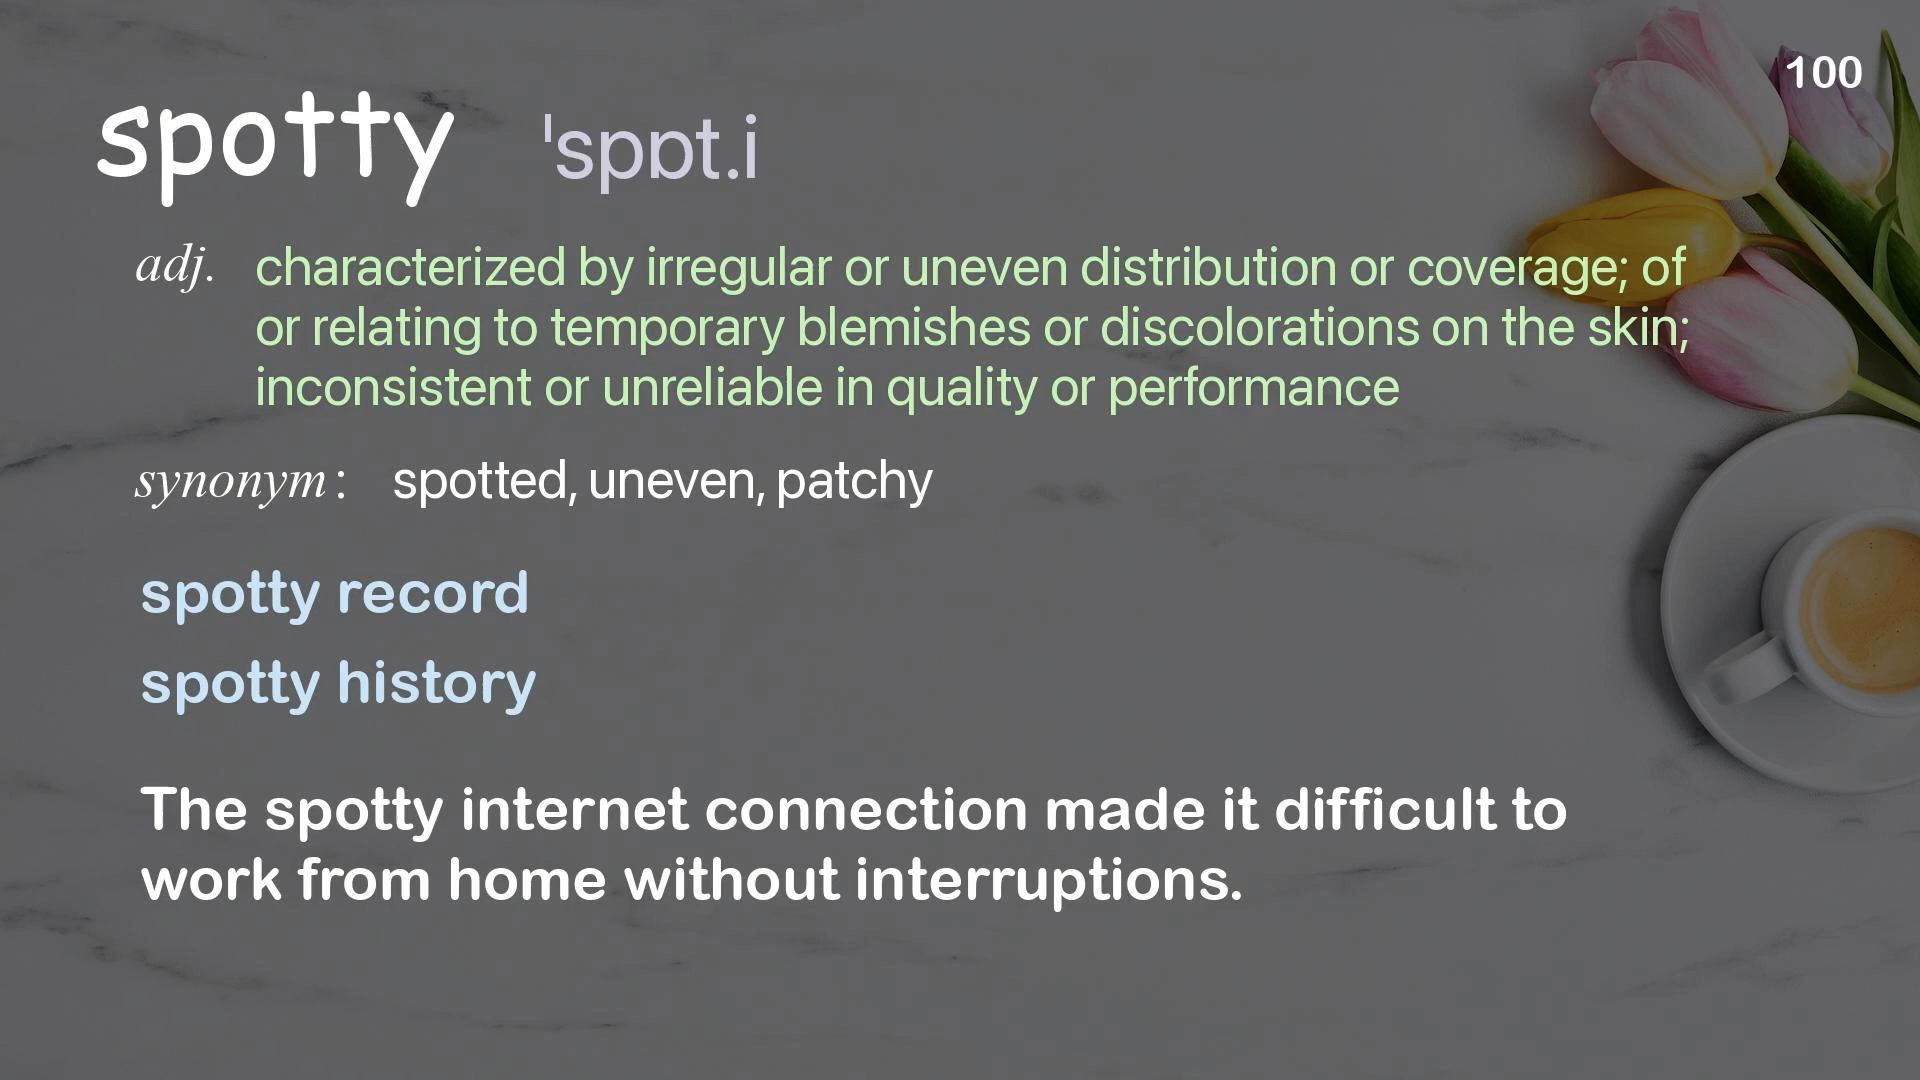 100
spotty ˈspɒt.i
adj. characterized by irregular or uneven distribution or coverage; of
or relating to temporary blemishes or discolorations on the skin;
inconsistent or unreliable in quality or performance
synonym : spotted, uneven, patchy
spotty record
spotty history
The spotty internet connection made it difficult to
work from home without interruptions.